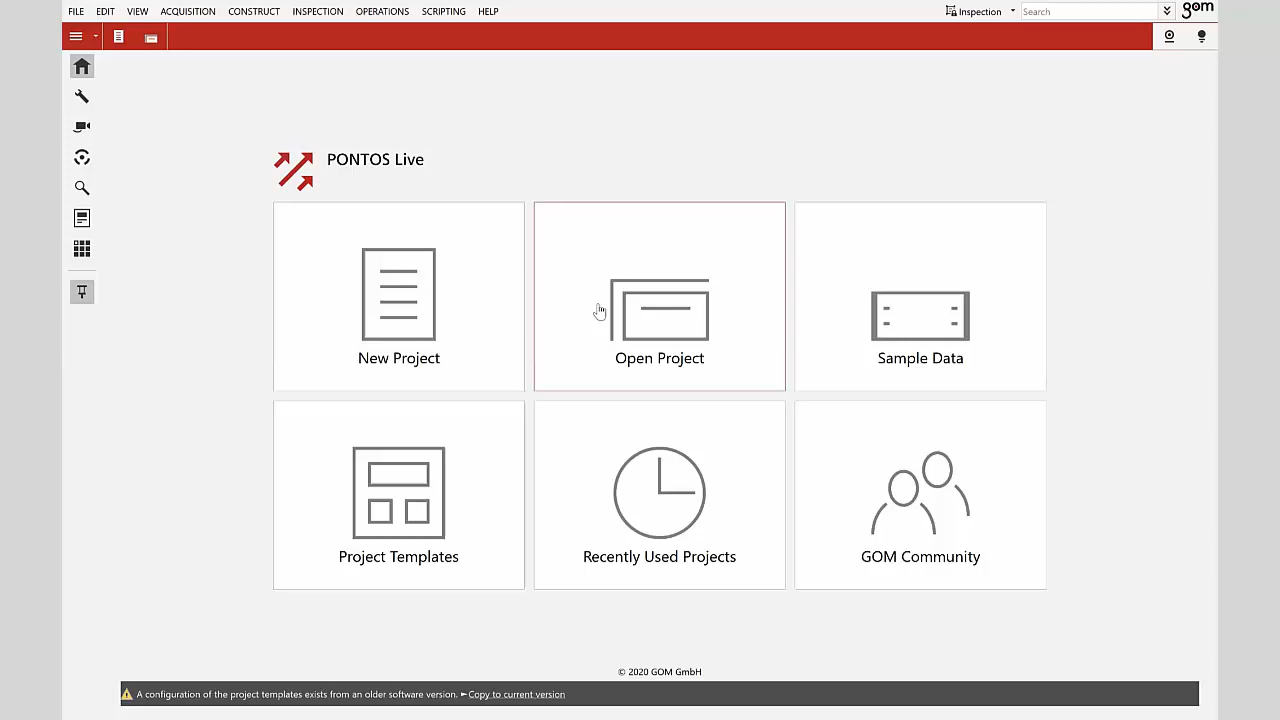 FILE EDIT VIEW ACQUISITION CONSTRUCT INSPECTION OPERATIONS SCRIPTING HELP Inspection Search gom
PONTOS Live
New Project Open Project Sample Data
Project Templates Recently Used Projects GOM Community
© 2020 GOM GmbH
A configuration of the project templates exists from an older software version. ►Copy to current version